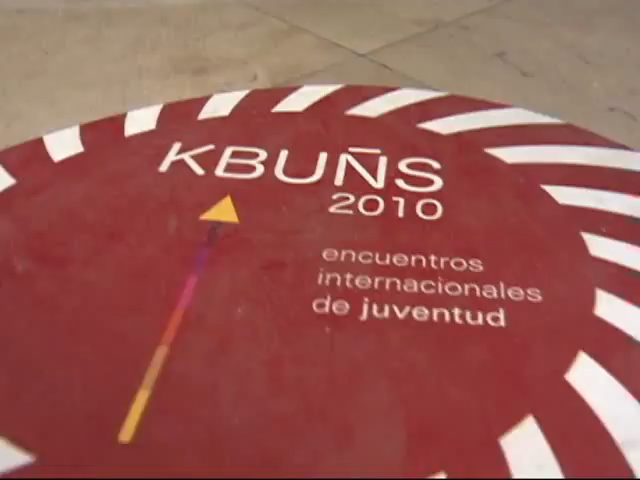 KBUÑS
2010
encuentros
internacionales
de juventud